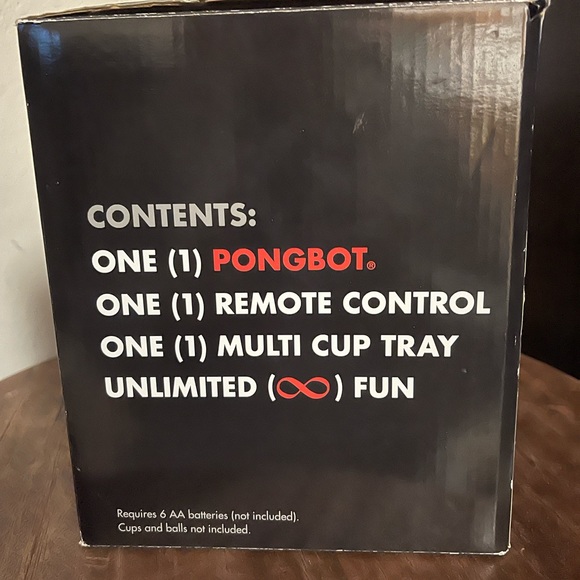 CONTENTS:
ONE (1) PONGBOT®
ONE (1) REMOTE CONTROL
ONE (1) MULTI CUP TRAY
UNLIMITED (∞) FUN
Requires 6 AA batteries (not included).
Cups and balls not included.